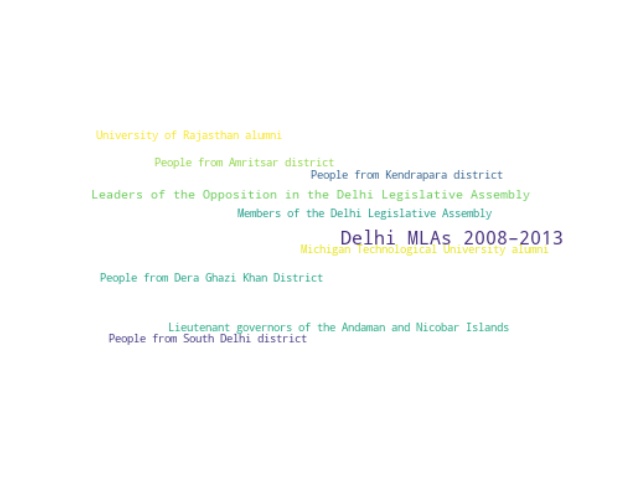 University of Rajasthan alumni
People from Amritsar district
People from Kendrapara district
Leaders of the Opposition in the Delhi Legislative Assembly
Members of the Delhi Legislative Assembly
Delhi MLAs 2008–2013
Michigan Technological University alumni
People from Dera Ghazi Khan District
Lieutenant governors of the Andaman and Nicobar Islands
People from South Delhi district